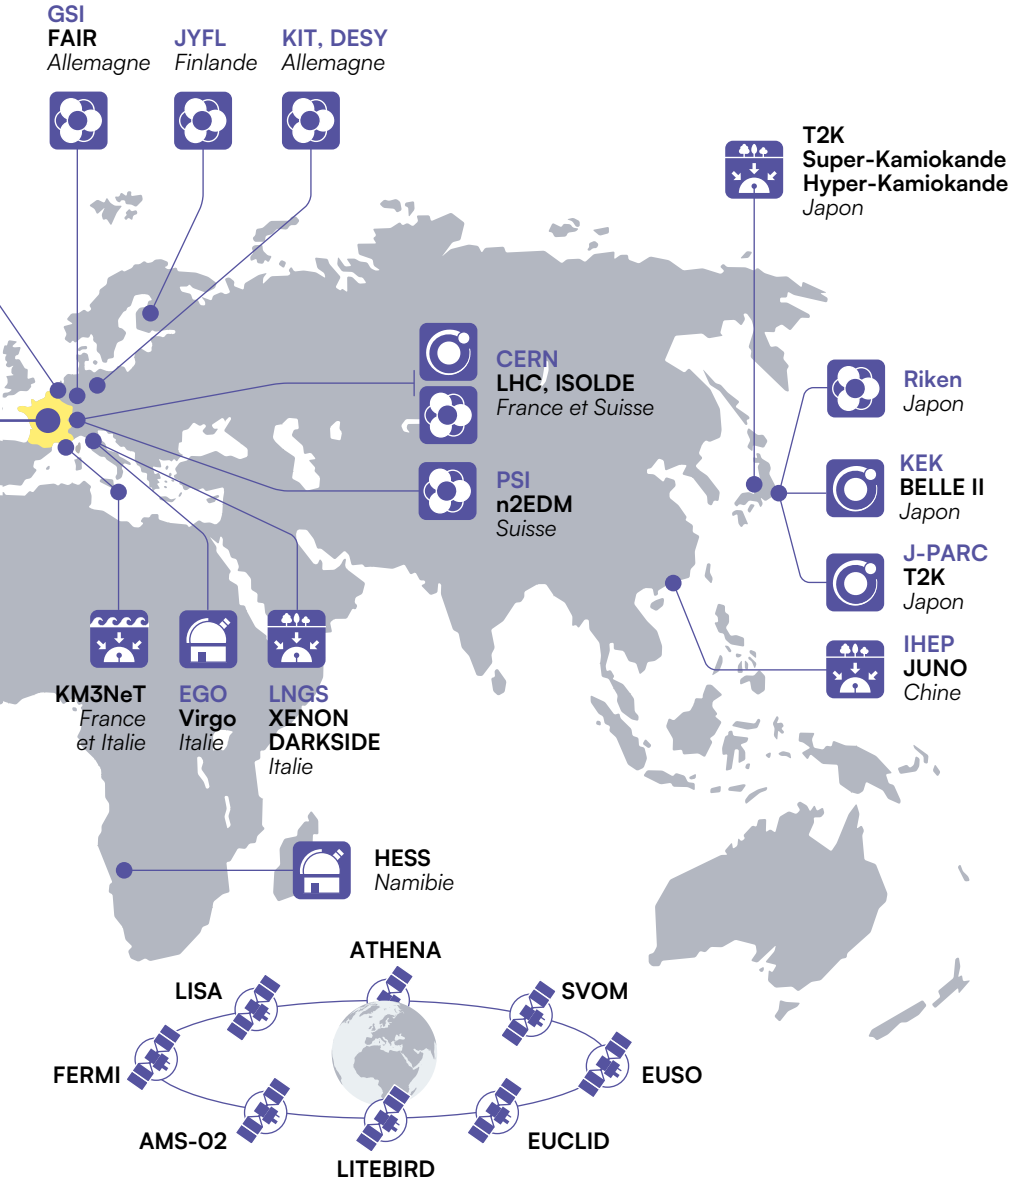 GSI
FAIR
Allemagne
JYFL
Finlande
KIT, DESY
Allemagne
T2K
Super-Kamiokande
Hyper-Kamiokande
Japon
CERN
LHC, ISOLDE
France et Suisse
Riken
Japon
PSI
n2EDM
Suisse
KEK
BELLE II
Japon
J-PARC
T2K
Japon
IHEP
JUNO
Chine
KM3NeT
France
et Italie
EGO
Virgo
Italie
LNGS
XENON
DARKSIDE
Italie
HESS
Namibie
ATHENA
LISA
SVOM
FERMI
EUSO
AMS-02
EUCLID
LITEBIRD